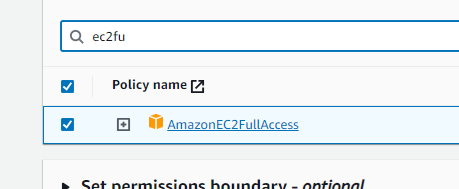 ec2fu
Policy name
AmazonEC2FullAccess
Set permissions boundary - optional